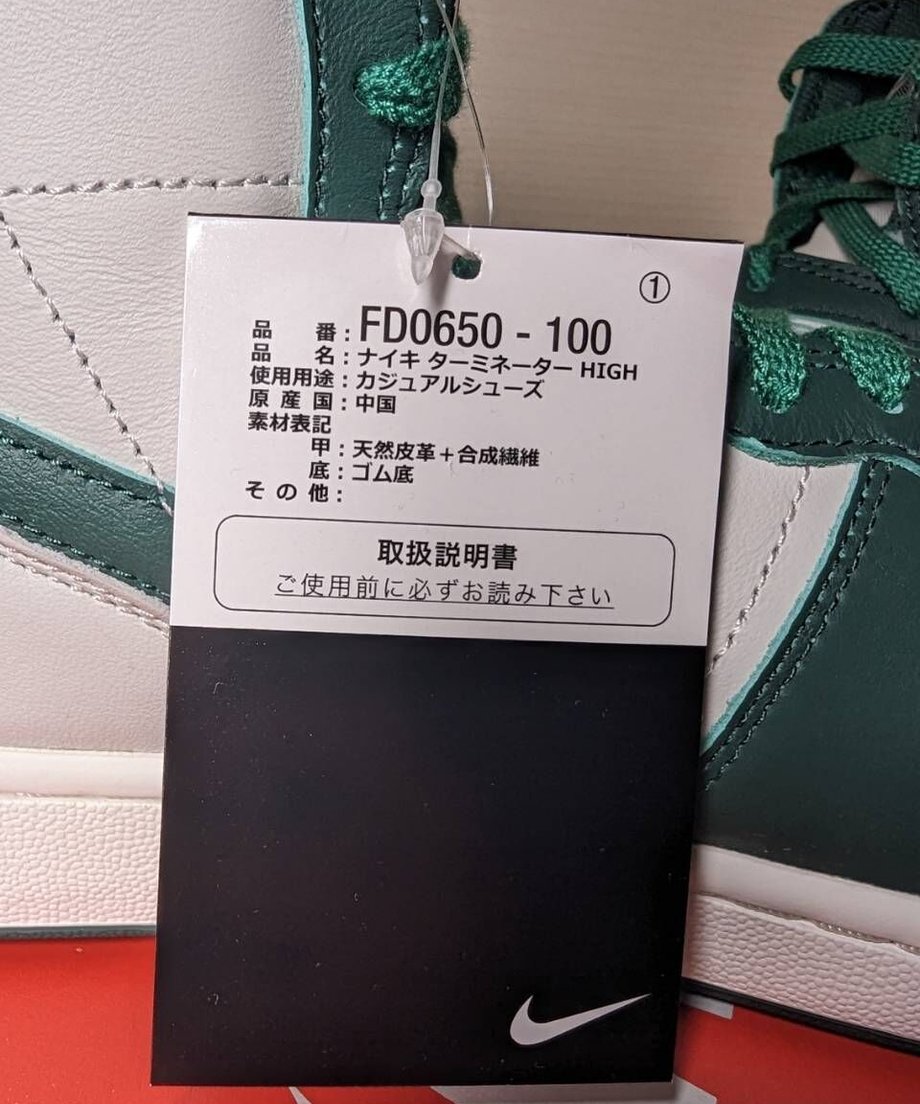 ①
品 番：FD0650 - 100
品 名：ナイキ ターミネーター HIGH
使用用途：カジュアルシューズ
原 産 国：中国
素材表記
甲：天然皮革＋合成繊維
底：ゴム底
そ の 他：
取扱説明書
ご使用前に必ずお読み下さい